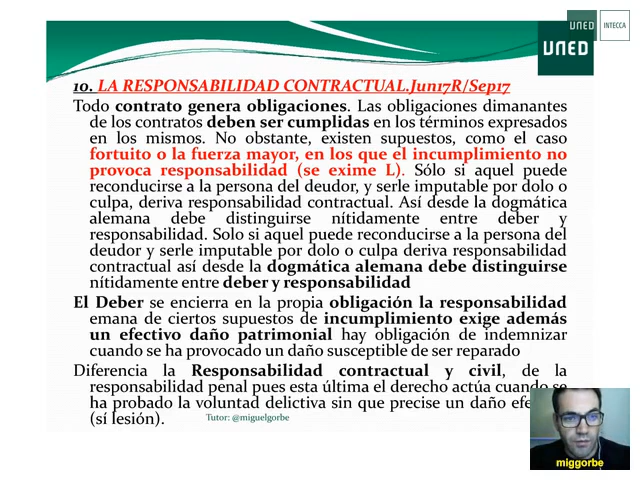 UNED
INTECCA
UNED
10. LA RESPONSABILIDAD CONTRACTUAL.Jun17R/Sep17
Todo contrato genera obligaciones. Las obligaciones dimanantes
de los contratos deben ser cumplidas en los términos expresados
en los mismos. No obstante, existen supuestos, como el caso
fortuito o la fuerza mayor, en los que el incumplimiento no
provoca responsabilidad (se exime L). Sólo si aquel puede
reconducirse a la persona del deudor, y serle imputable por dolo o
culpa, deriva responsabilidad contractual. Así desde la dogmática
alemana debe distinguirse nítidamente entre deber y
responsabilidad. Solo si aquel puede reconducirse a la persona del
deudor y serle imputable por dolo o culpa deriva responsabilidad
contractual así desde la dogmática alemana debe distinguirse
nítidamente entre deber y responsabilidad
El Deber se encierra en la propia obligación la responsabilidad
emana de ciertos supuestos de incumplimiento exige además
un efectivo daño patrimonial hay obligación de indemnizar
cuando se ha provocado un daño susceptible de ser reparado
Diferencia la Responsabilidad contractual y civil, de la
responsabilidad penal pues esta última el derecho actúa cuando se
ha probado la voluntad delictiva sin que precise un daño
(sí lesión).
Tutor: @miguelgorbe
miggorbe